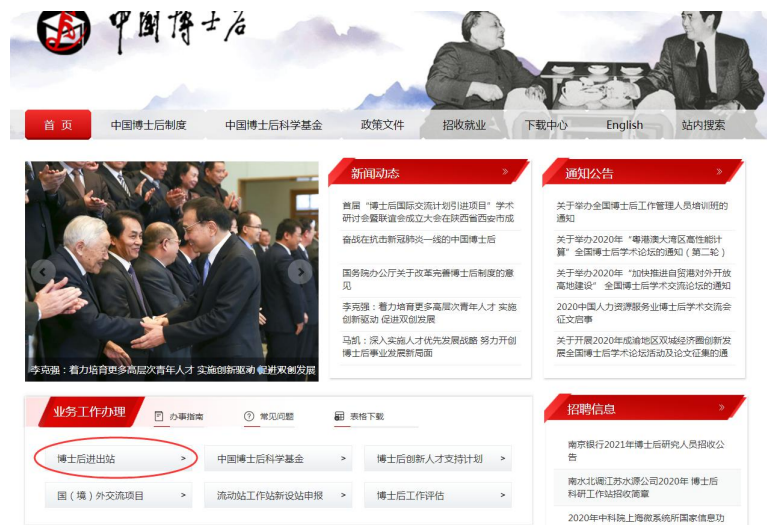 中国博士后
首 页
中国博士后制度
中国博士后科学基金
政策文件
招收就业
下载中心
English
站内搜索
李克强：着力培育更多高层次青年人才 实施创新驱动 促进双创发展
新闻动态
首届“博士后国际交流计划引进项目”学术
研讨会暨联谊会成立大会在陕西省西安市成
奋战在抗击新冠肺炎一线的中国博士后
国务院办公厅关于改革完善博士后制度的意
见
李克强：着力培育更多高层次青年人才 实施
创新驱动 促进双创发展
马凯：深入实施人才优先发展战略 努力开创
博士后事业发展新局面
通知公告
关于举办全国博士后工作管理人员培训班的
通知
关于举办2020年“粤港澳大湾区高性能计
算”全国博士后学术论坛的通知（第二轮）
关于举办2020年“加快推进自贸港对外开放
高地建设” 全国博士后学术交流论坛的通知
2020中国人力资源服务业博士后学术交流会
征文启事
关于开展2020年成渝地区双城经济圈创新发
展全国博士后学术论坛活动及论文征集的通
业务工作办理
办事指南
常见问题
表格下载
博士后进出站 >
中国博士后科学基金 >
博士后创新人才支持计划 >
国（境）外交流项目 >
流动站工作站新设站申报 >
博士后工作评估 >
招聘信息
南京银行2021年博士后研究人员招收公
告
南水北调江苏水源公司2020年 博士后
科研工作站招收简章
2020年中科院上海微系统所国家信息功